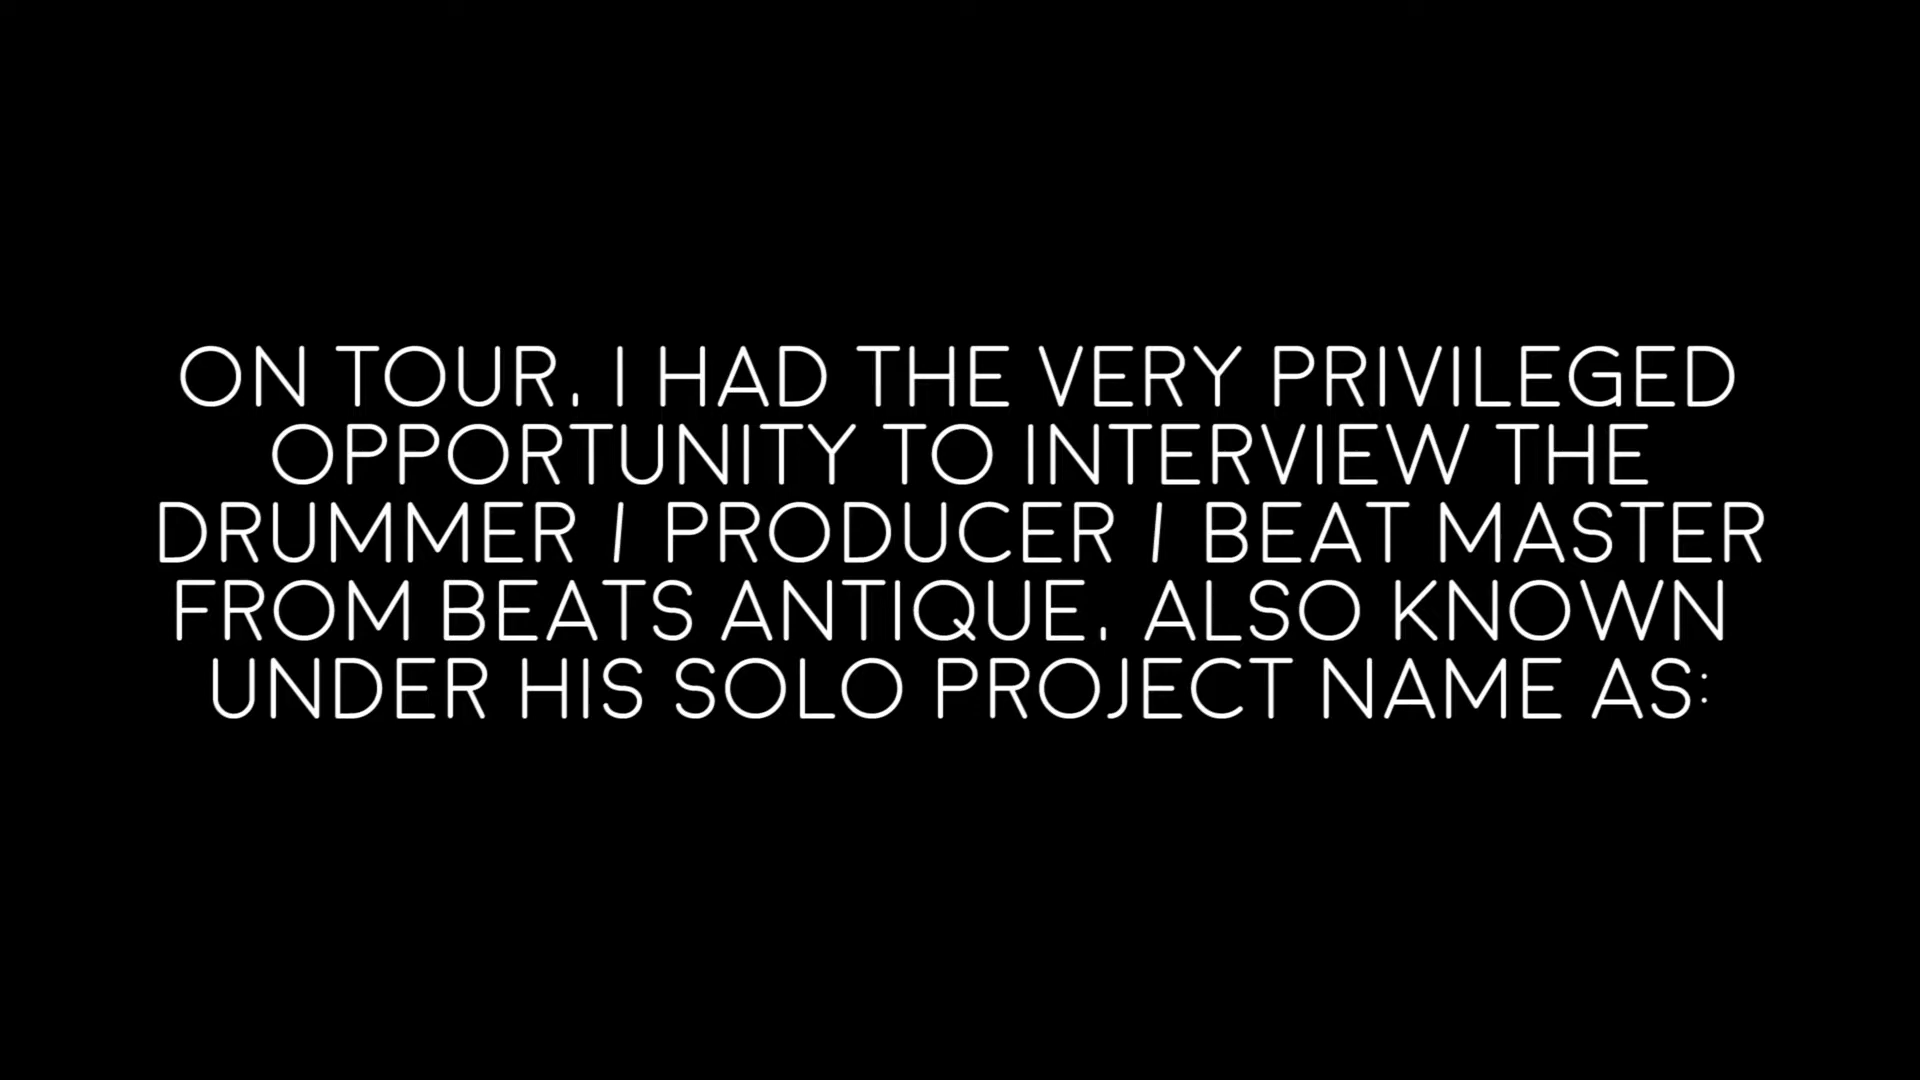 ON TOUR, I HAD THE VERY PRIVILEGED
OPPORTUNITY TO INTERVIEW THE
DRUMMER / PRODUCER / BEAT MASTER
FROM BEATS ANTIQUE, ALSO KNOWN
UNDER HIS SOLO PROJECT NAME AS: